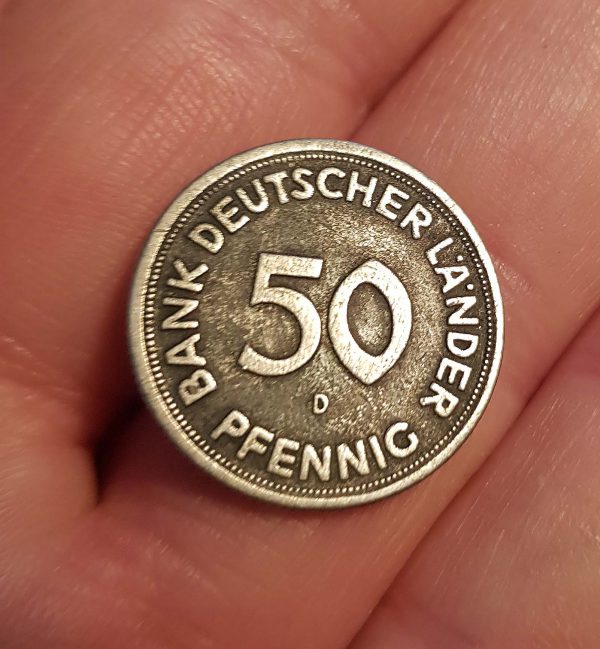 BANK DEUTSCHER LÄNDER
50
D
PFENNIG